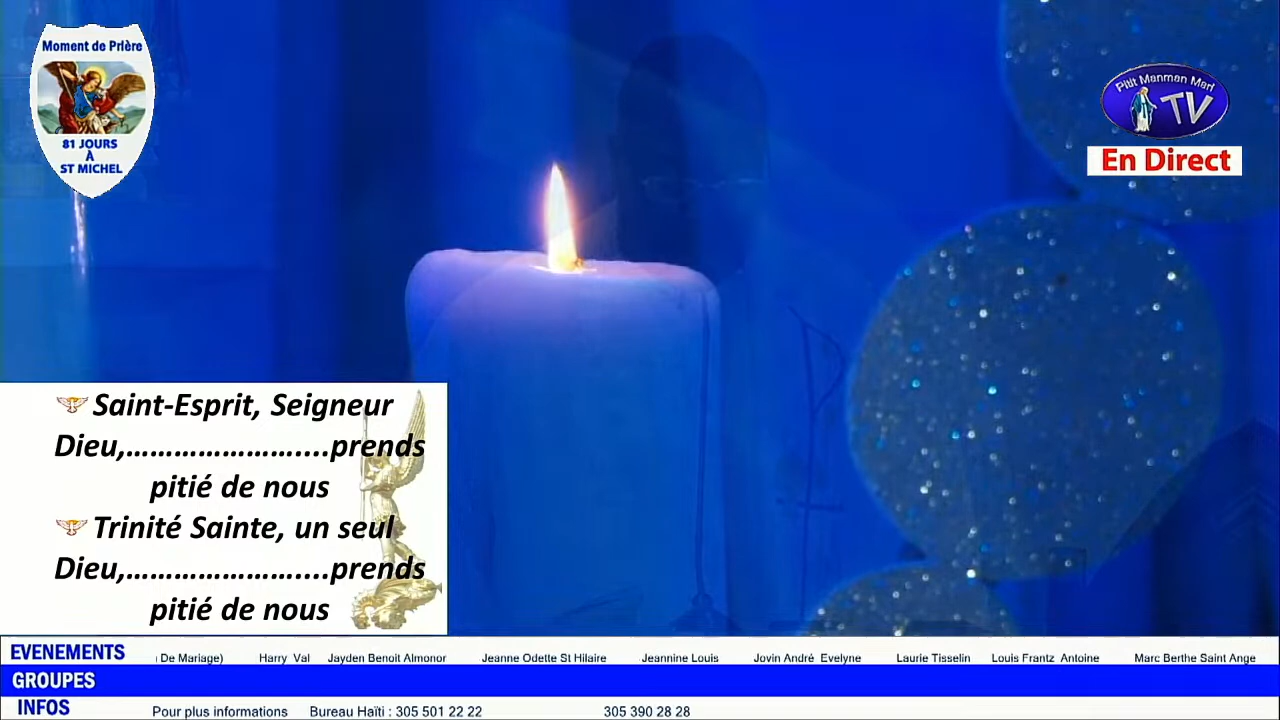 Moment de Prière
81 JOURS
À
ST MICHEL
Pitit Manman Mari
TV
En Direct
Saint-Esprit, Seigneur
Dieu,…………………....prends
pitié de nous
Trinité Sainte, un seul
Dieu,…………………....prends
pitié de nous
EVENEMENTS De Mariage) Harry Val Jayden Benoit Almonor Jeanne Odette St Hilaire Jeannine Louis Jovin André Evelyne Laurie Tisselin Louis Frantz Antoine Marc Berthe Saint Ange
GROUPES
INFOS Pour plus informations Bureau Haïti : 305 501 22 22 305 390 28 28